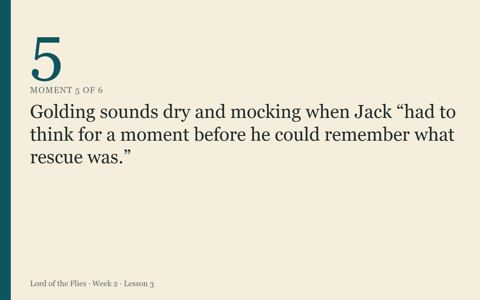 5
MOMENT 5 OF 6
Golding sounds dry and mocking when Jack “had to
think for a moment before he could remember what
rescue was.”
Lord of the Flies · Week 2 · Lesson 3